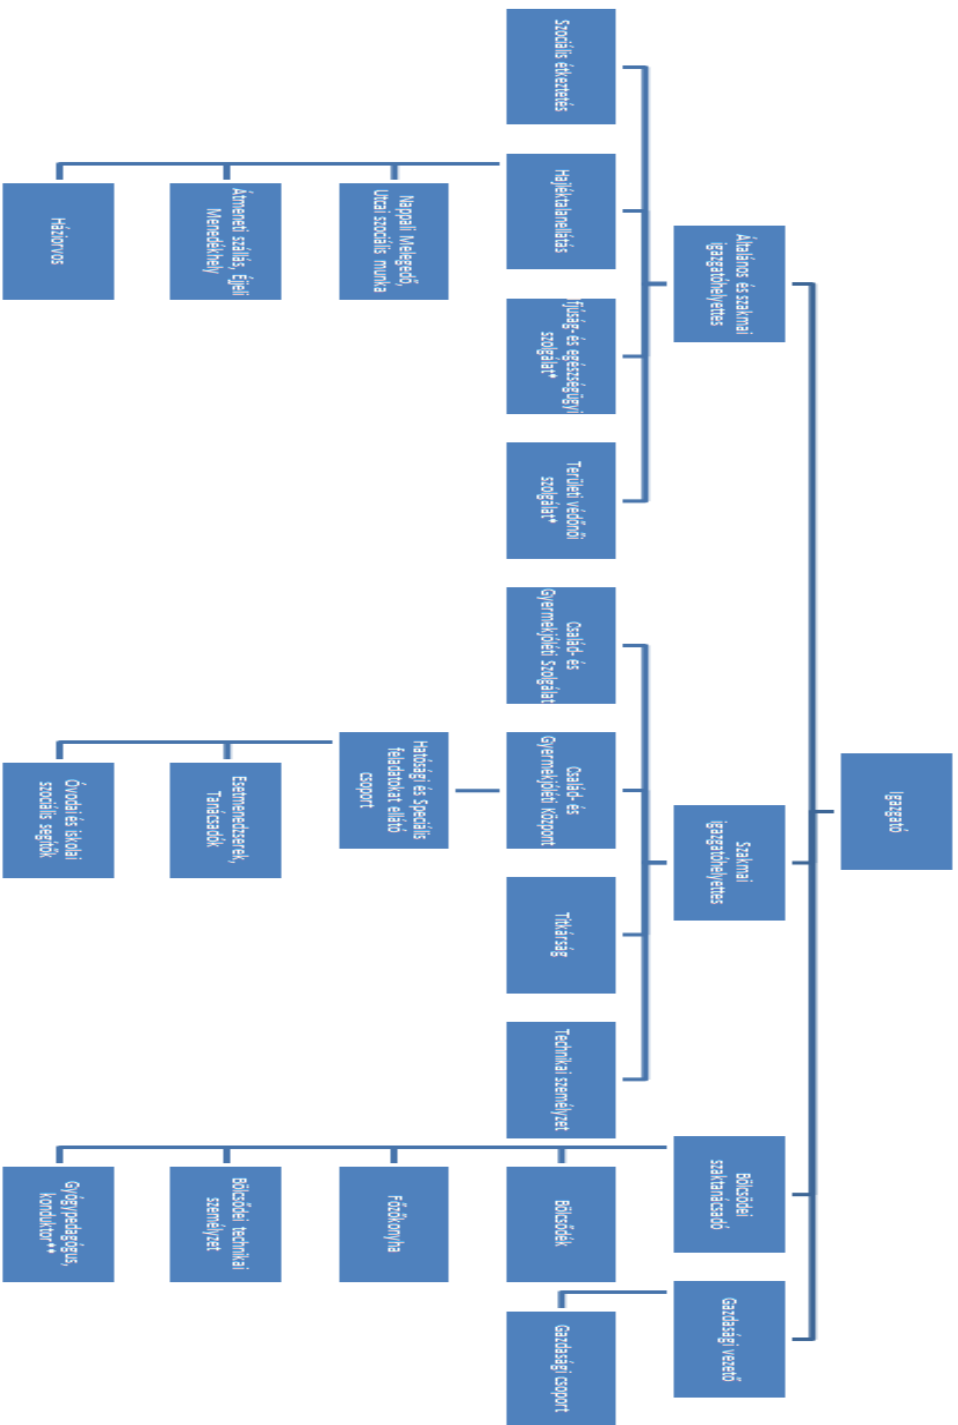 Igazgató
Általános és szakmai
igazgatóhelyettes
Szakmai
igazgatóhelyettes
Bölcsődei
szaktanácsadó
Gazdasági vezető
Szociális étkeztetés
Hajléktalanellátás
Ifjúság- és egészségügyi
szolgálat*
Területi védőnői
szolgálat*
Család- és
Gyermekjóléti Szolgálat
Család- és
Gyermekjóléti Központ
Titkárság
Technikai személyzet
Bölcsődék
Gazdasági csoport
Nappali Melegedő,
Utcai szociális munka
Hatósági és Speciális
feladatokat ellátó
csoport
Főzőkonyha
Átmeneti szállás, Éjjeli
Menedékhely
Esetmenedzserek,
Tanácsadók
Bölcsődei technikai
személyzet
Háziorvos
Óvodai és iskolai
szociális segítők
Gyógypedagógus,
konduktor**